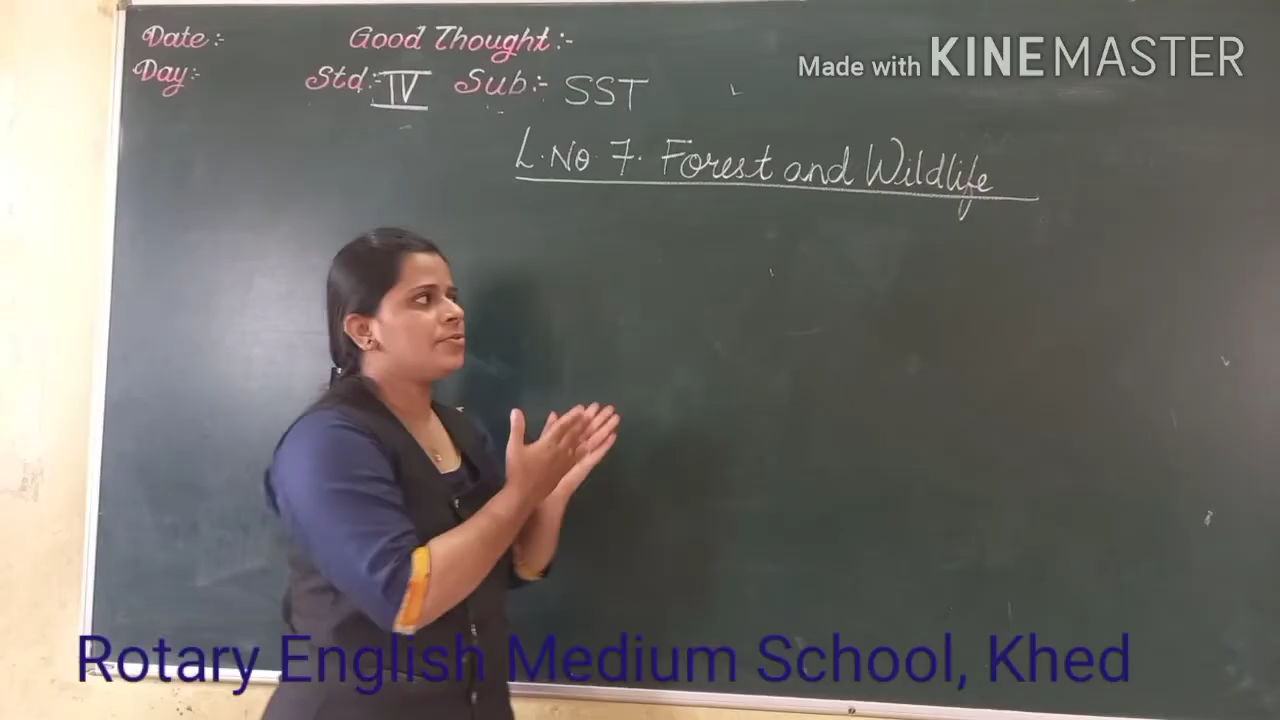 Date:- Good Thought:-
Made with KINEMASTER
Day:- Std:- IV Sub:- SST
L.No 7. Forest and Wildlife
Rotary English Medium School, Khed